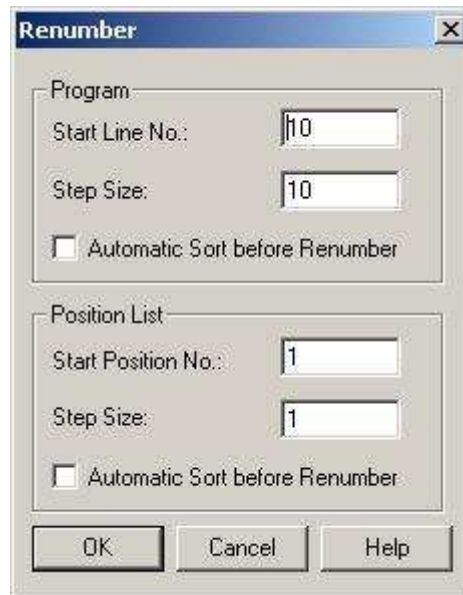 Renumber
Program
Start Line No.: 10
Step Size: 10
Automatic Sort before Renumber
Position List
Start Position No.: 1
Step Size: 1
Automatic Sort before Renumber
OK Cancel Help